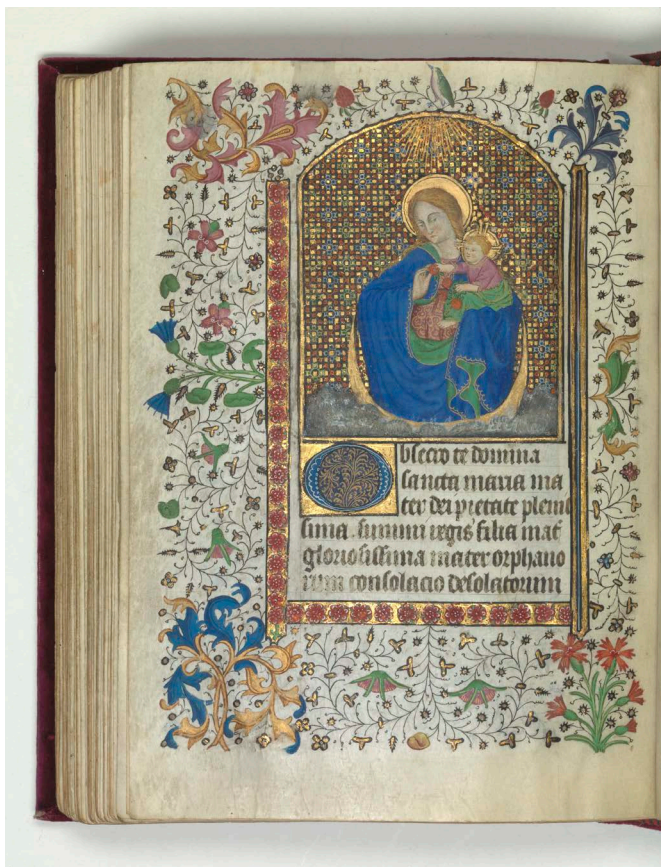 Obsecro te domina
sancta maria ma
ter dei pietate pleniss
sima. summi regis filia mat
gloriosissima mater orphano
rum consolacio desolatorum